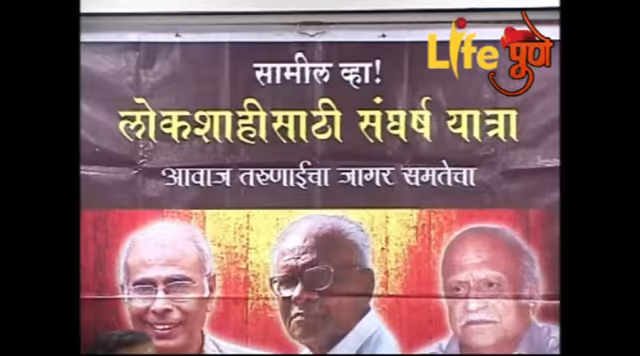 Life पुणे
सामील व्हा!
लोकशाहीसाठी संघर्ष यात्रा
आवाज तरुणाईचा जागर समतेचा